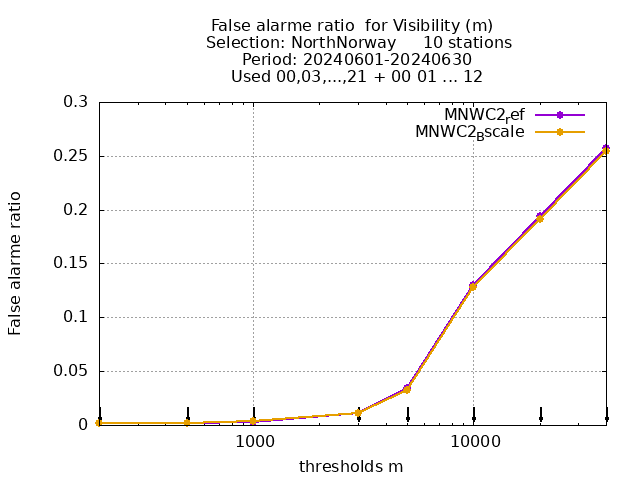 False alarme ratio  for Visibility (m)
Selection: NorthNorway     10 stations
Period: 20240601-20240630
Used 00,03,...,21 + 00 01 ... 12
0.3
0.25
0.2
0.15
0.1
0.05
0
False alarme ratio
MNWC2ref
MNWC2Bscale
1000
10000
thresholds m